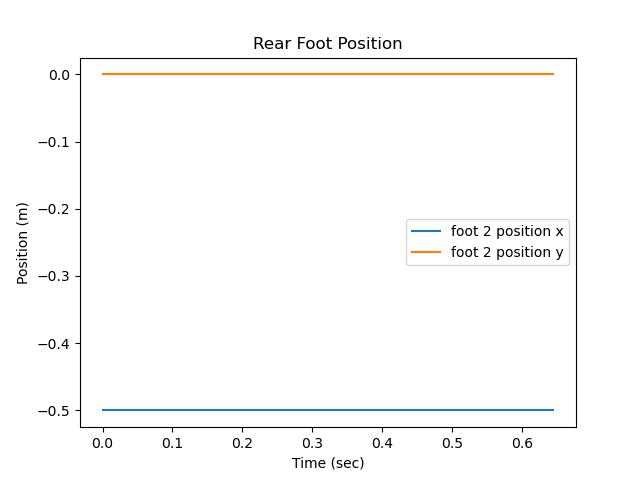 Rear Foot Position
Position (m)
0.0
−0.1
−0.2
−0.3
−0.4
−0.5
foot 2 position x
foot 2 position y
0.0 0.1 0.2 0.3 0.4 0.5 0.6
Time (sec)